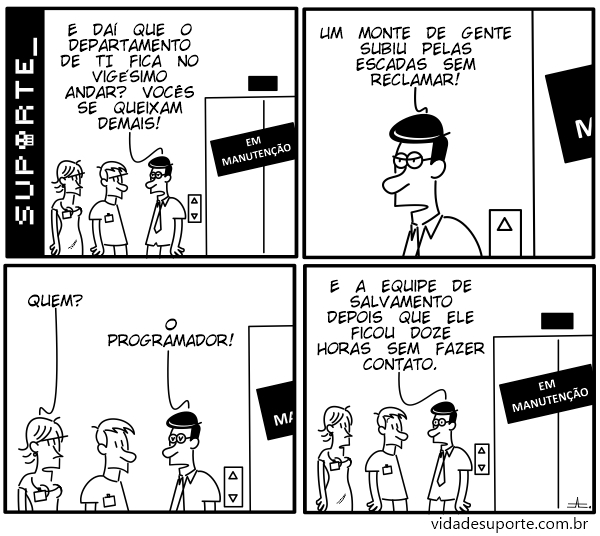 SUPORTE_
E DAÍ QUE O
DEPARTAMENTO
DE TI FICA NO
VIGÉSIMO
ANDAR? VOCÊS
SE QUEIXAM
DEMAIS!
EM
MANUTENÇÃO
UM MONTE DE GENTE
SUBIU PELAS
ESCADAS SEM
RECLAMAR!
M
QUEM?
O
PROGRAMADOR!
MA
E A EQUIPE DE
SALVAMENTO
DEPOIS QUE ELE
FICOU DOZE
HORAS SEM FAZER
CONTATO.
EM
MANUTENÇÃO
vidadesuporte.com.br